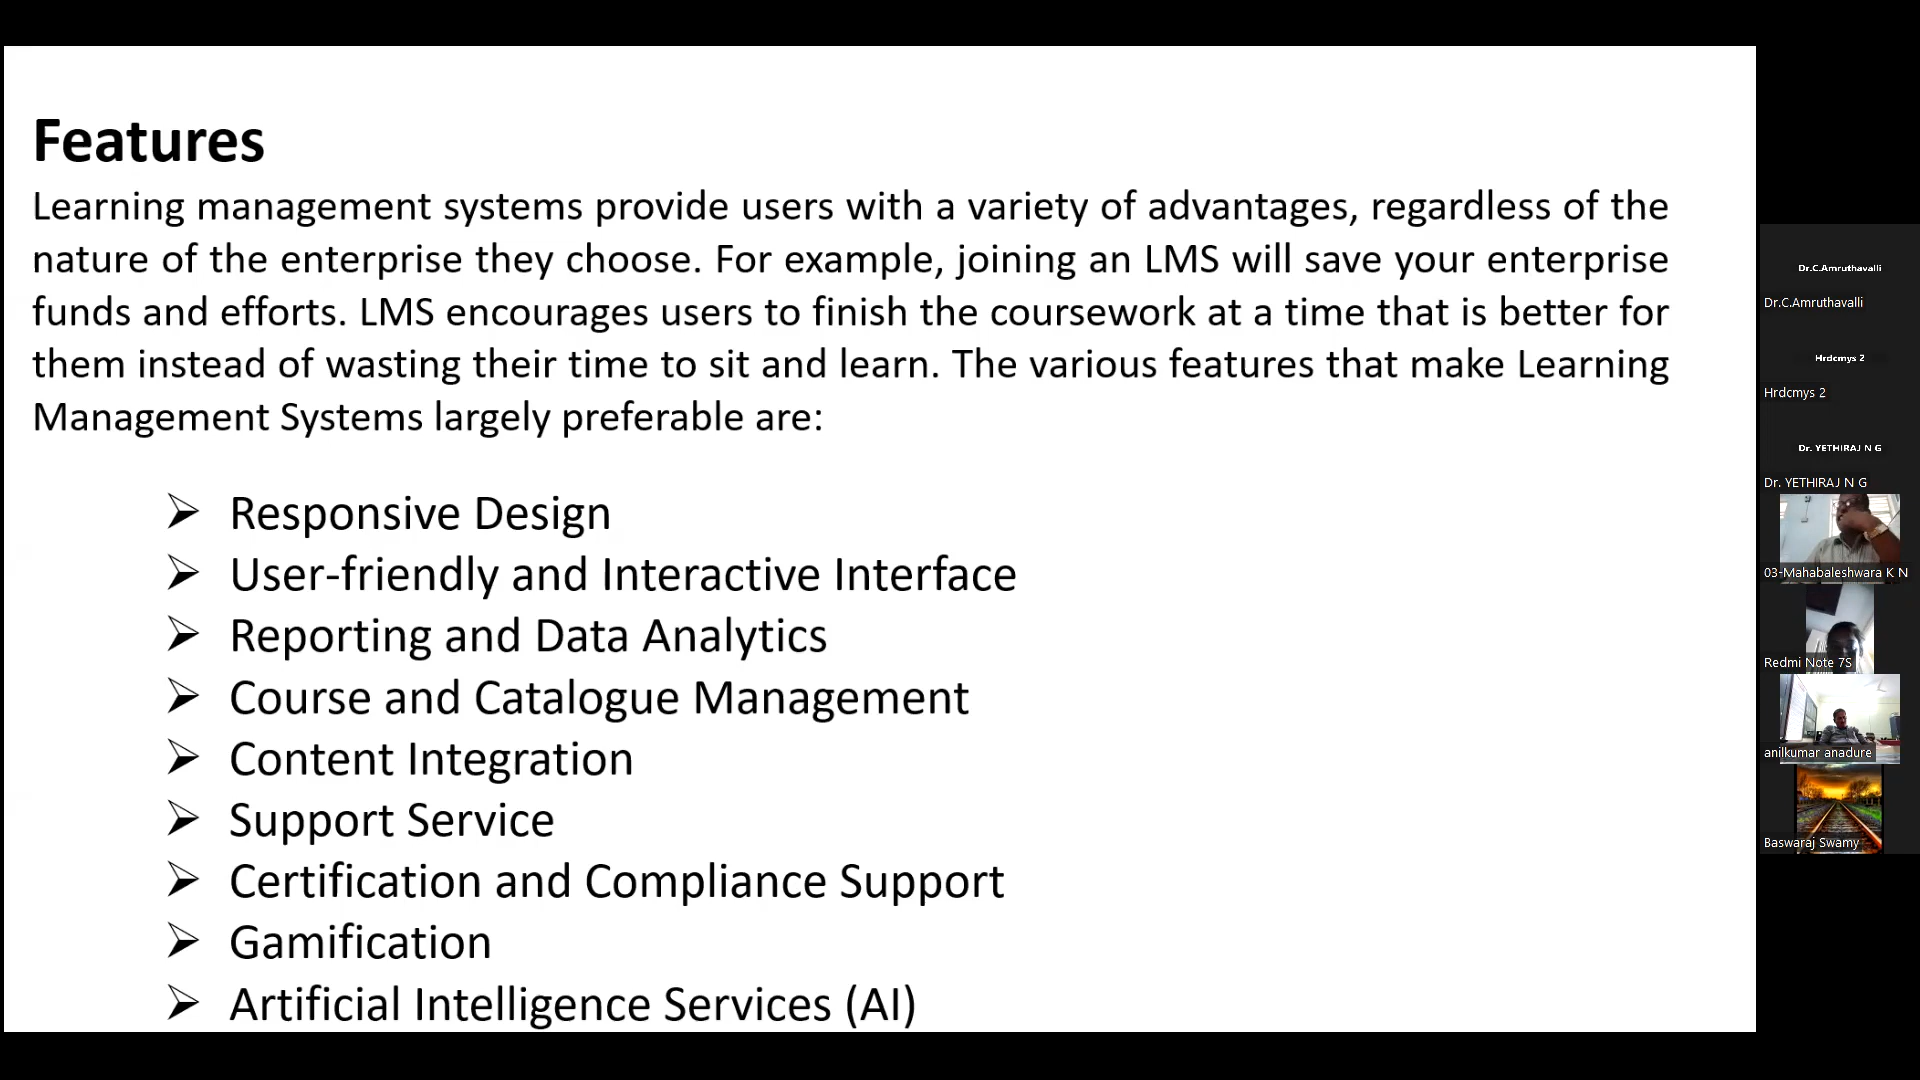 Features
Learning management systems provide users with a variety of advantages, regardless of the
nature of the enterprise they choose. For example, joining an LMS will save your enterprise
funds and efforts. LMS encourages users to finish the coursework at a time that is better for
them instead of wasting their time to sit and learn. The various features that make Learning
Management Systems largely preferable are:
➢ Responsive Design
➢ User-friendly and Interactive Interface
➢ Reporting and Data Analytics
➢ Course and Catalogue Management
➢ Content Integration
➢ Support Service
➢ Certification and Compliance Support
➢ Gamification
➢ Artificial Intelligence Services (AI)
Dr.C.Amruthavalli
Dr.C.Amruthavalli
Hrdcmys 2
Hrdcmys 2
Dr. YETHIRAJ N G
Dr. YETHIRAJ N G
03-Mahabaleshwara K N
Redmi Note 7S
anilkumar anadure
Baswaraj Swamy